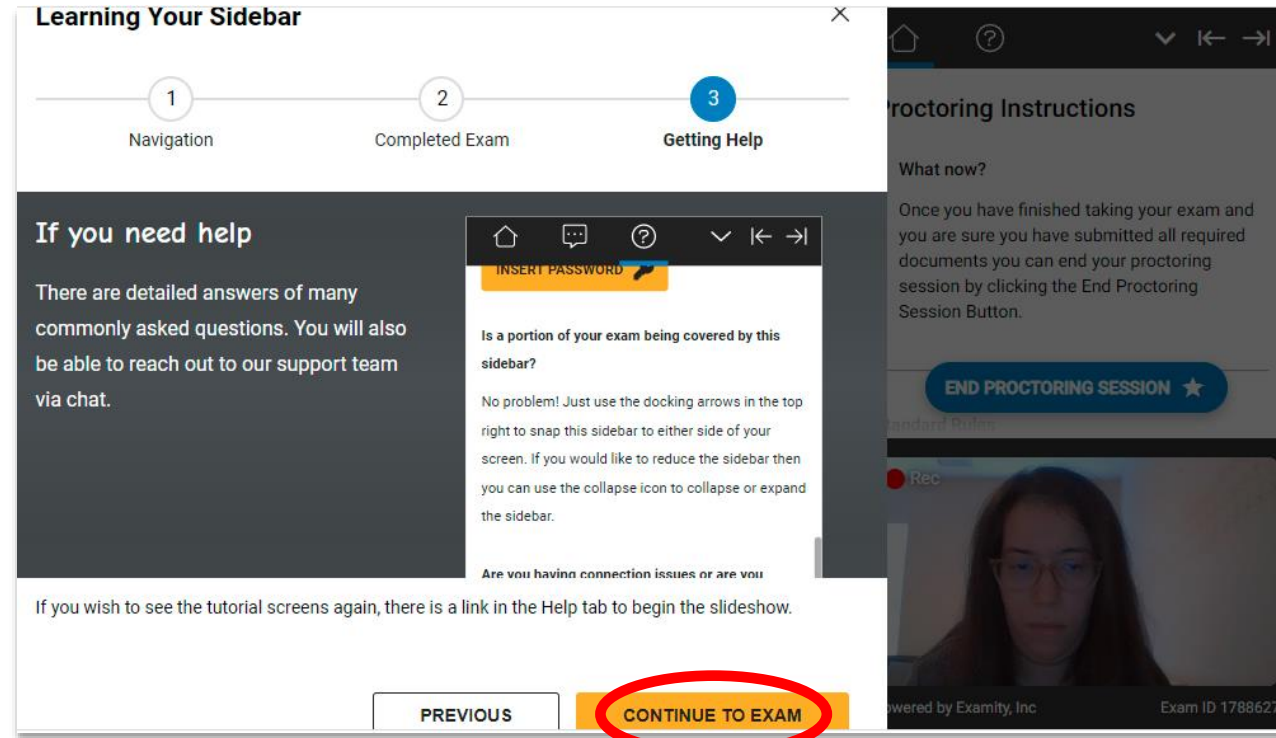 Learning Your Sidebar
1
2
3
Navigation
Completed Exam
Getting Help
If you need help
There are detailed answers of many
commonly asked questions. You will also
be able to reach out to our support team
via chat.
INSERT PASSWORD
Is a portion of your exam being covered by this
sidebar?
No problem! Just use the docking arrows in the top
right to snap this sidebar to either side of your
screen. If you would like to reduce the sidebar then
you can use the collapse icon to collapse or expand
the sidebar.
Are you having connection issues or are you
If you wish to see the tutorial screens again, there is a link in the Help tab to begin the slideshow.
PREVIOUS
CONTINUE TO EXAM
roctoring Instructions
What now?
Once you have finished taking your exam and
you are sure you have submitted all required
documents you can end your proctoring
session by clicking the End Proctoring
Session Button.
END PROCTORING SESSION
tandard Rules
Rec
owered by Examity, Inc
Exam ID 1788627